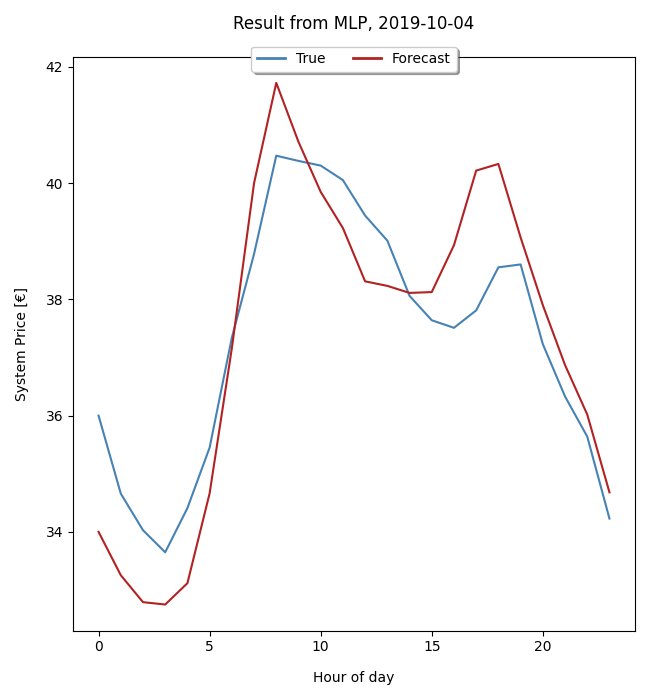 Result from MLP, 2019-10-04
True Forecast
42
40
38
36
34
System Price [€]
0 5 10 15 20
Hour of day